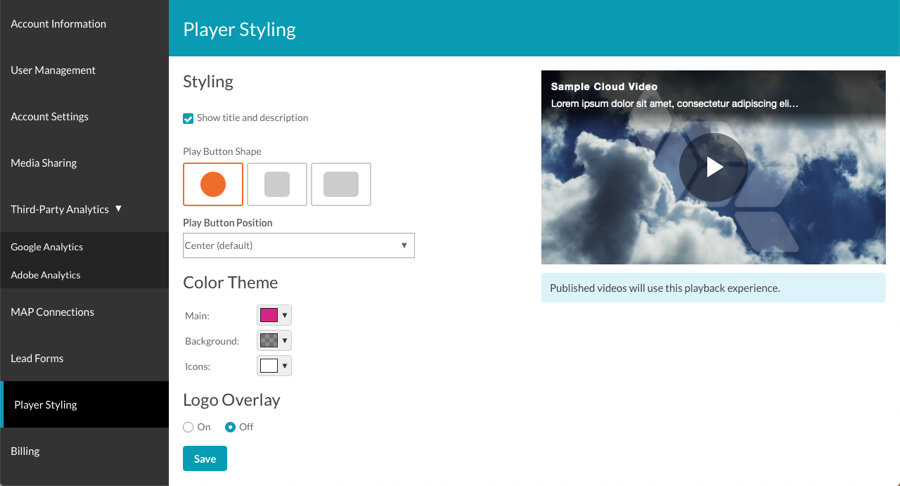 Account Information
User Management
Account Settings
Media Sharing
Third-Party Analytics
Google Analytics
Adobe Analytics
MAP Connections
Lead Forms
Player Styling
Billing
Player Styling
Styling
Show title and description
Play Button Shape
Play Button Position
Center (default)
Color Theme
Main:
Background:
Icons:
Logo Overlay
On Off
Save
Sample Cloud Video
Lorem ipsum dolor sit amet, consectetur adipiscing eli...
Published videos will use this playback experience.